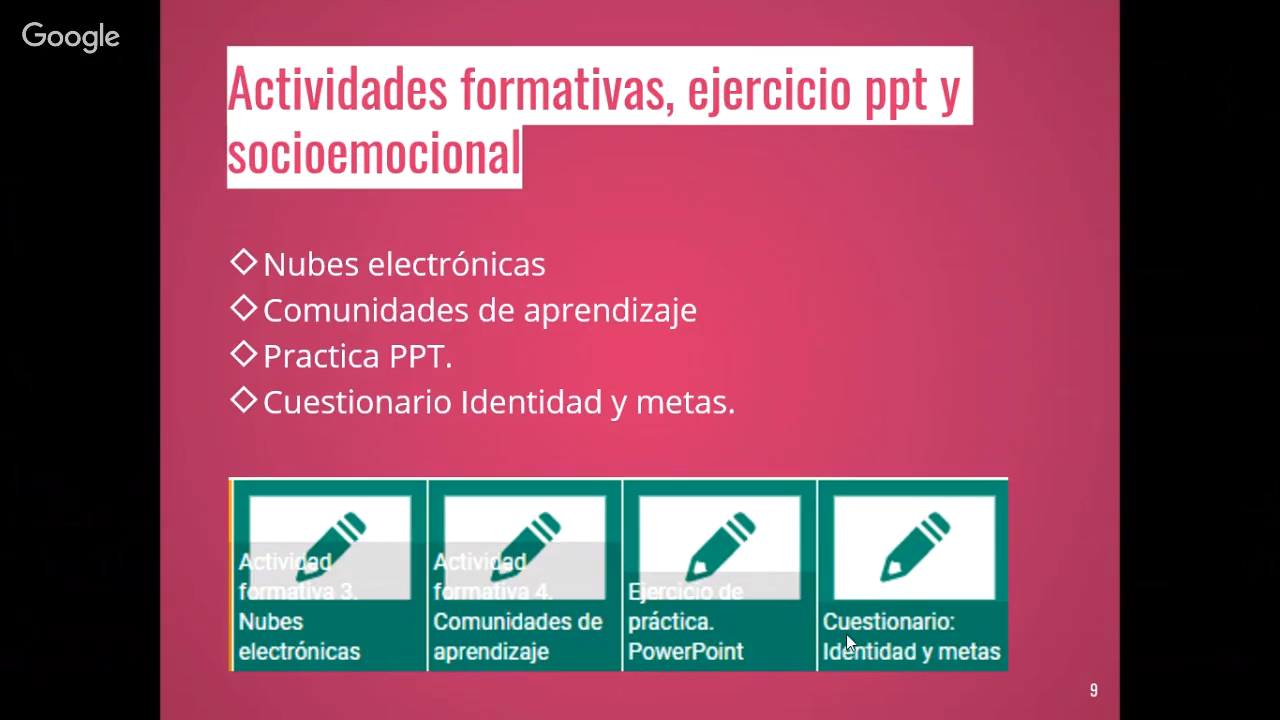 Google
Actividades formativas, ejercicio ppt y
socioemocional
Nubes electrónicas
Comunidades de aprendizaje
Practica PPT.
Cuestionario Identidad y metas.
Actividad
formativa 3.
Nubes
electrónicas
Actividad
formativa 4.
Comunidades de
aprendizaje
Ejercicio de
práctica.
PowerPoint
Cuestionario:
Identidad y metas
9